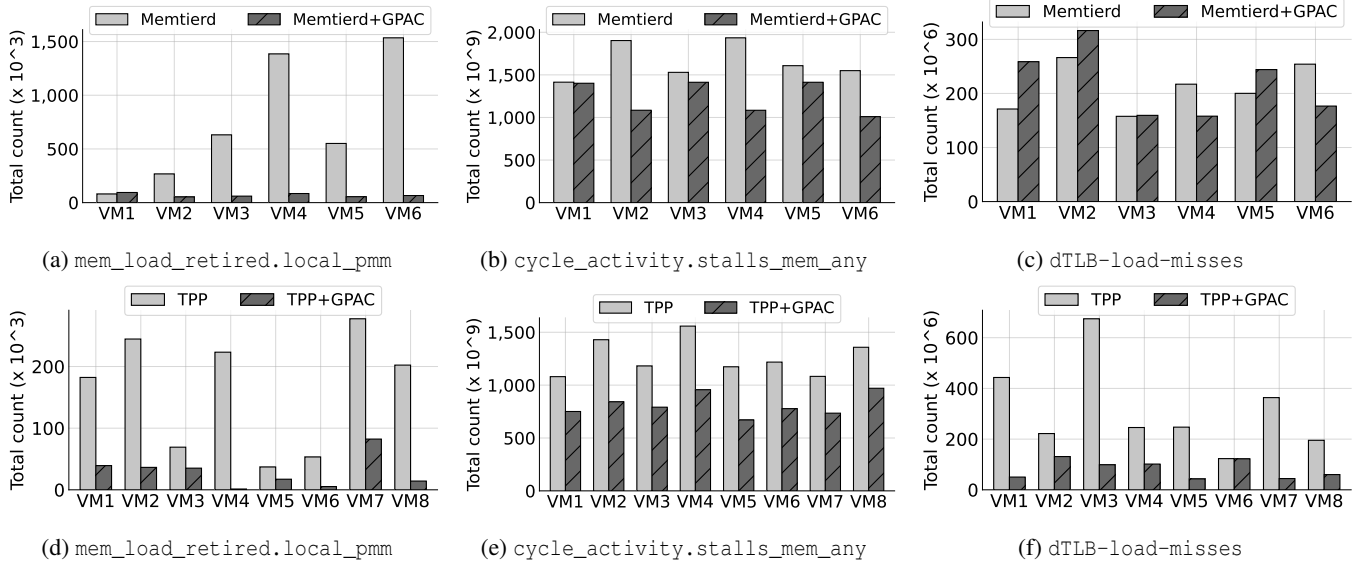 Memtierd Memtierd+GPAC
Total count (x 10^3)
1,500
1,000
500
0
VM1 VM2 VM3 VM4 VM5 VM6
(a) mem_load_retired.local_pmm
Memtierd Memtierd+GPAC
Total count (x 10^9)
2,000
1,500
1,000
500
0
VM1 VM2 VM3 VM4 VM5 VM6
(b) cycle_activity.stalls_mem_any
Memtierd Memtierd+GPAC
Total count (x 10^6)
300
200
100
0
VM1 VM2 VM3 VM4 VM5 VM6
(c) dTLB-load-misses
TPP TPP+GPAC
Total count (x 10^3)
200
100
0
VM1 VM2 VM3 VM4 VM5 VM6 VM7 VM8
(d) mem_load_retired.local_pmm
TPP TPP+GPAC
Total count (x 10^9)
1,500
1,000
500
0
VM1 VM2 VM3 VM4 VM5 VM6 VM7 VM8
(e) cycle_activity.stalls_mem_any
TPP TPP+GPAC
Total count (x 10^6)
600
400
200
0
VM1 VM2 VM3 VM4 VM5 VM6 VM7 VM8
(f) dTLB-load-misses